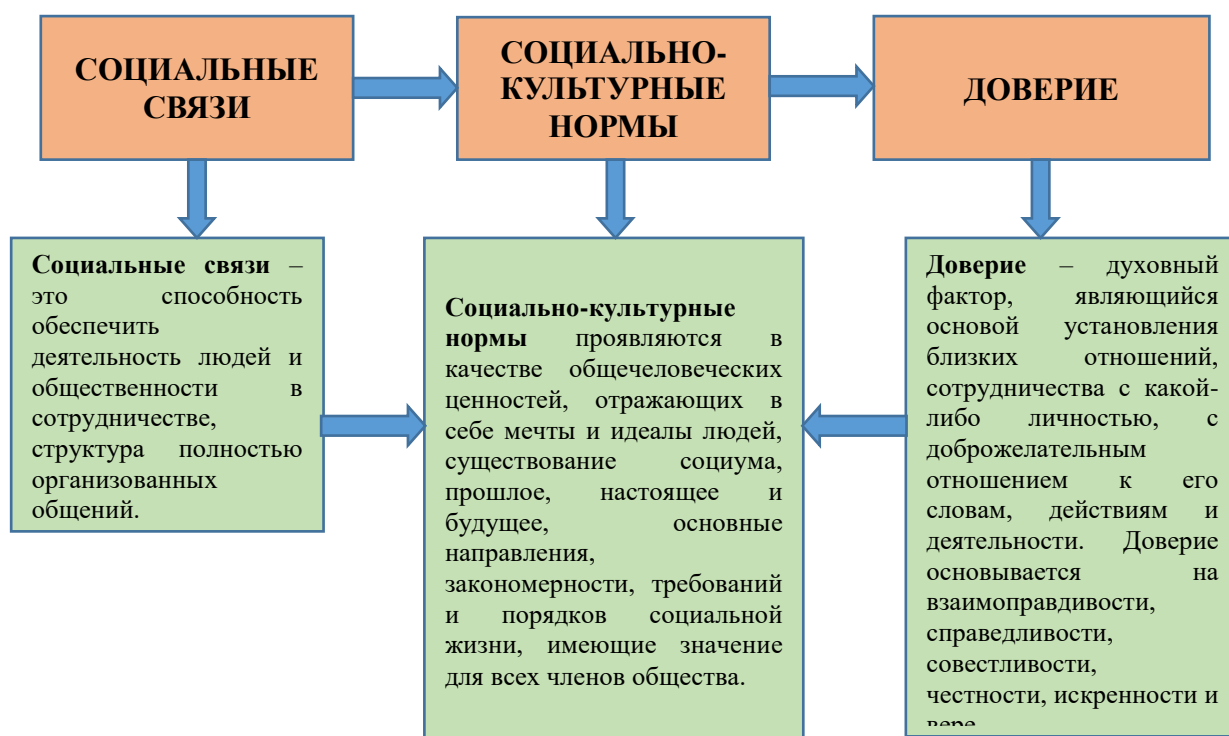 СОЦИАЛЬНЫЕ
СВЯЗИ
СОЦИАЛЬНО-
КУЛЬТУРНЫЕ
НОРМЫ
ДОВЕРИЕ
Социальные связи –
это способность
обеспечить
деятельность людей и
общественности в
сотрудничестве,
структура полностью
организованных
общений.
Социально-культурные
нормы проявляются в
качестве общечеловеческих
ценностей, отражающих в
себе мечты и идеалы людей,
существование социума,
прошлое, настоящее и
будущее, основные
направления,
закономерности, требований
и порядков социальной
жизни, имеющие значение
для всех членов общества.
Доверие – духовный
фактор, являющийся
основой установления
близких отношений,
сотрудничества с какой-
либо личностью, с
доброжелательным
отношением к его
словам, действиям и
деятельности. Доверие
основывается на
взаимоправдивости,
справедливости,
совестливости,
честности, искренности и
вере